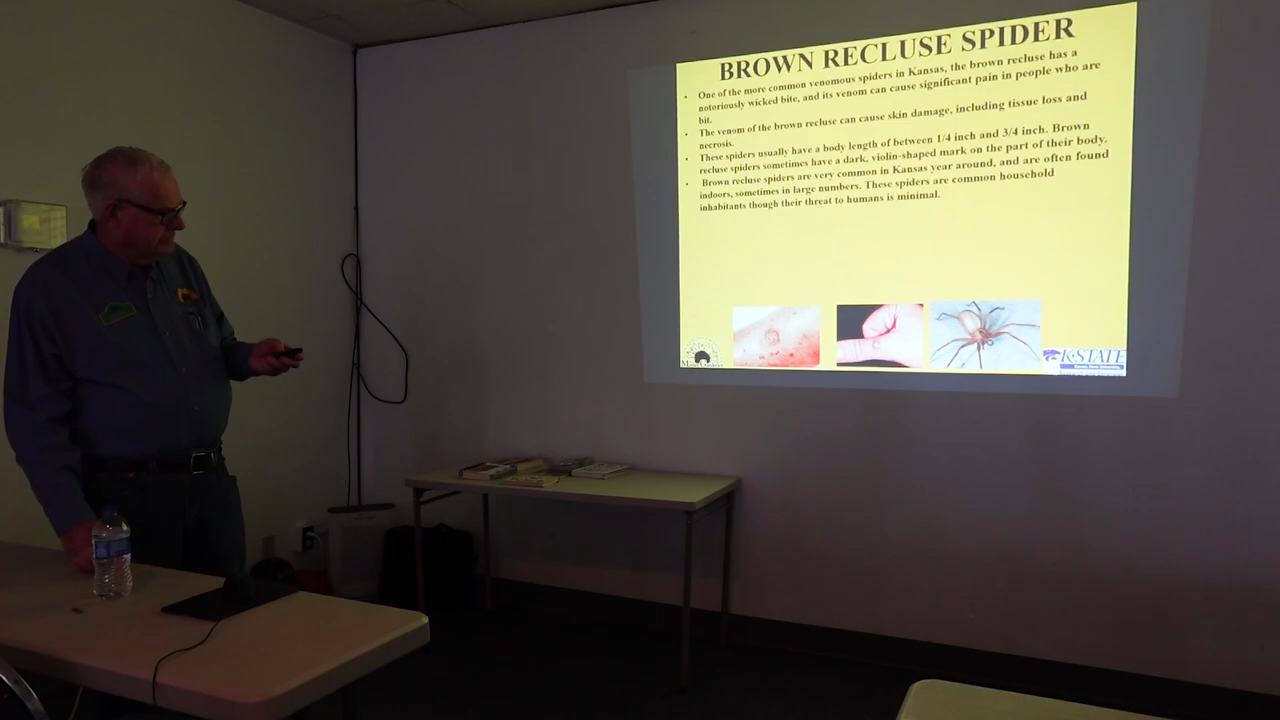 BROWN RECLUSE SPIDER
• One of the more common venomous spiders in Kansas, the brown recluse has a
notoriously wicked bite, and its venom can cause significant pain in people who are
bit.
• The venom of the brown recluse can cause skin damage, including tissue loss and
necrosis.
• These spiders usually have a body length of between 1/4 inch and 3/4 inch. Brown
recluse spiders sometimes have a dark, violin-shaped mark on the part of their body.
• Brown recluse spiders are very common in Kansas year around, and are often found
indoors, sometimes in large numbers. These spiders are common household
inhabitants though their threat to humans is minimal.
Master Gardener
K-STATE
Kansas State University